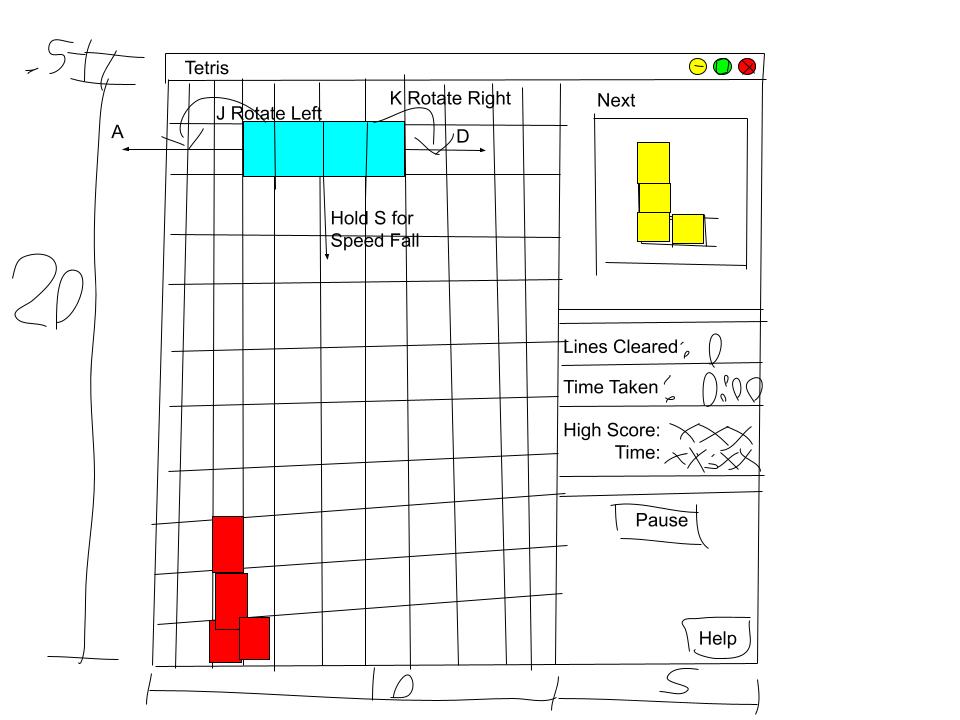 .5
Tetris
K Rotate Right
Next
J Rotate Left
A
D
Hold S for
Speed Fall
20
Lines Cleared: 0
Time Taken: 0:00
High Score: XXX
Time: XX:XX
Pause
Help
10
5